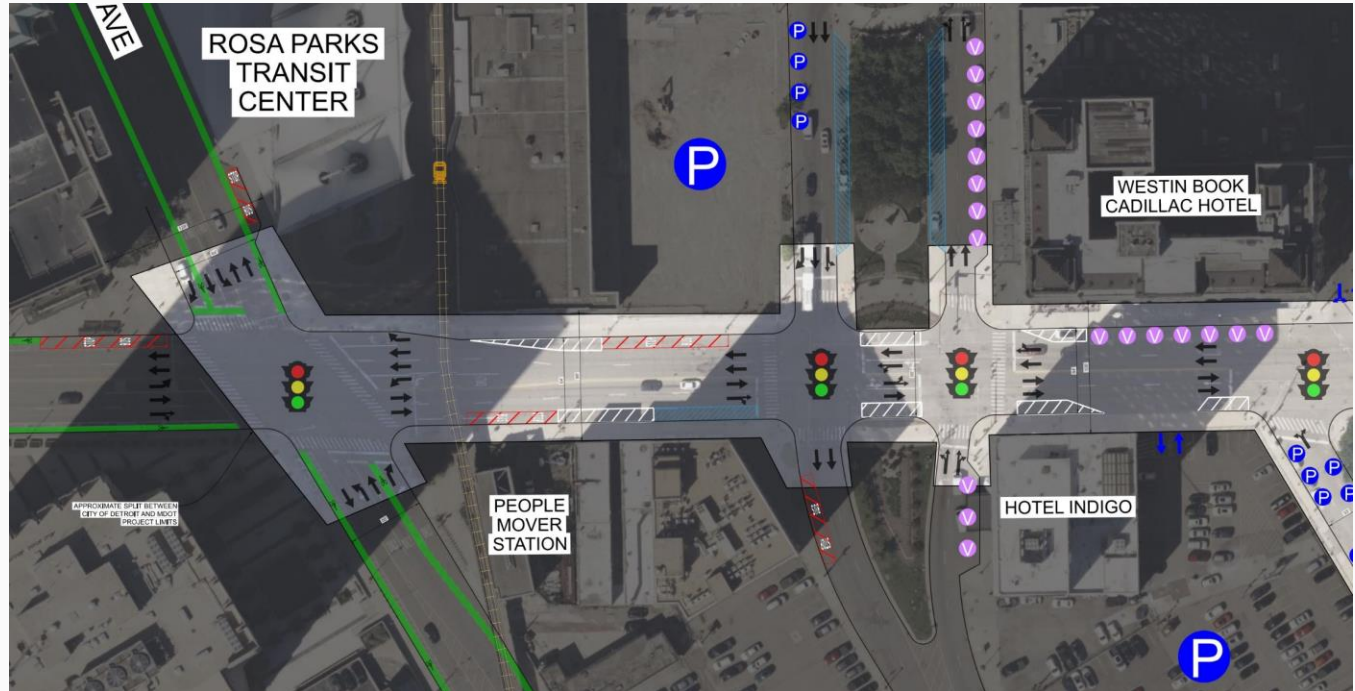 AVE
ROSA PARKS
TRANSIT
CENTER
P
P
P
P
P
V
V
V
V
V
V
V
V
WESTIN BOOK
CADILLAC HOTEL
V
V
V
V
V
V
V
APPROXIMATE SPLIT BETWEEN
CITY OF DETROIT AND MDOT
PROJECT LIMITS
PEOPLE
MOVER
STATION
V
V
V
HOTEL INDIGO
P
P
P
P
P
P
P